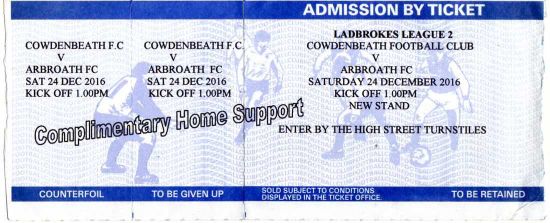 ADMISSION BY TICKET
COWDENBEATH F.C
V
ARBROATH FC
SAT 24 DEC 2016
KICK OFF 1.00PM
COWDENBEATH F.C
V
ARBROATH  FC
SAT 24 DEC 2016
KICK OFF 1.00PM
LADBROKES LEAGUE 2
COWDENBEATH FOOTBALL CLUB
V
ARBROATH FC
SATURDAY 24 DECEMBER 2016
KICK OFF 1.00PM
NEW STAND
ENTER BY THE HIGH STREET TURNSTILES
Complimentary Home Support
COUNTERFOIL
TO BE GIVEN UP
SOLD SUBJECT TO CONDITIONS
DISPLAYED IN THE TICKET OFFICE.
TO BE RETAINED